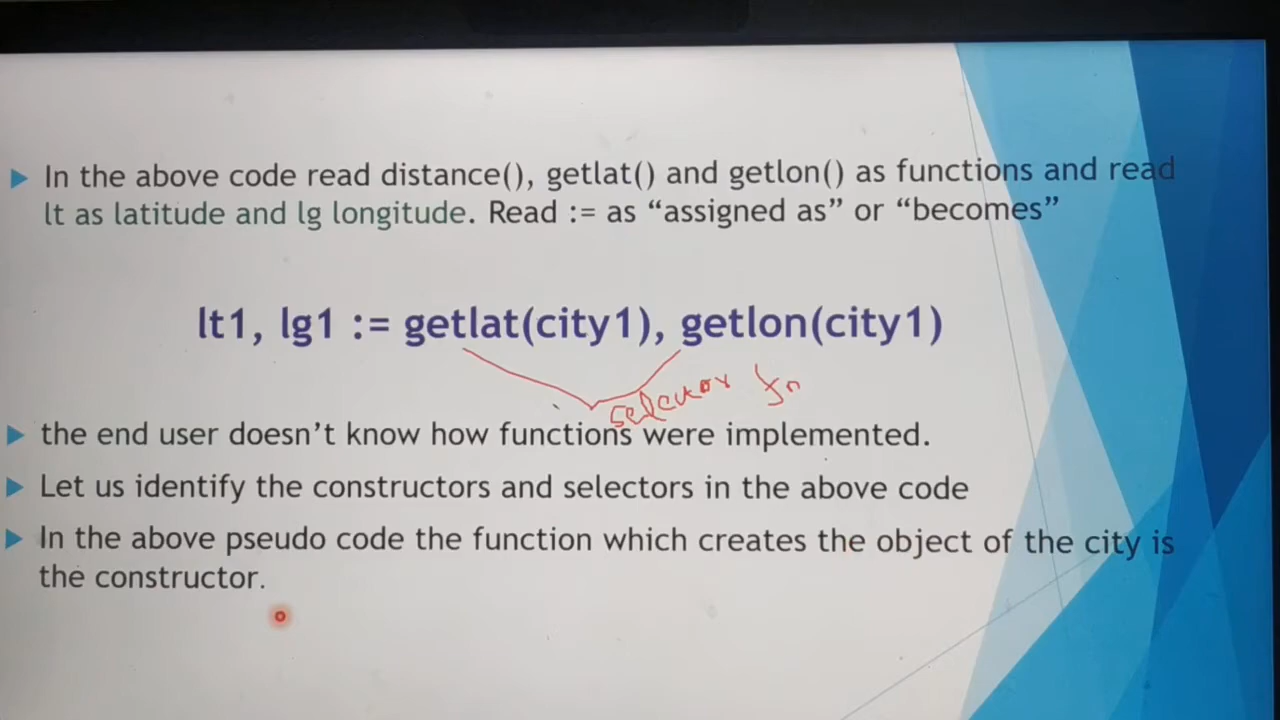 In the above code read distance(), getlat() and getlon() as functions and read
lt as latitude and lg longitude. Read := as “assigned as” or “becomes”
lt1, lg1 := getlat(city1), getlon(city1)
selector fn
the end user doesn’t know how functions were implemented.
Let us identify the constructors and selectors in the above code
In the above pseudo code the function which creates the object of the city is
the constructor.